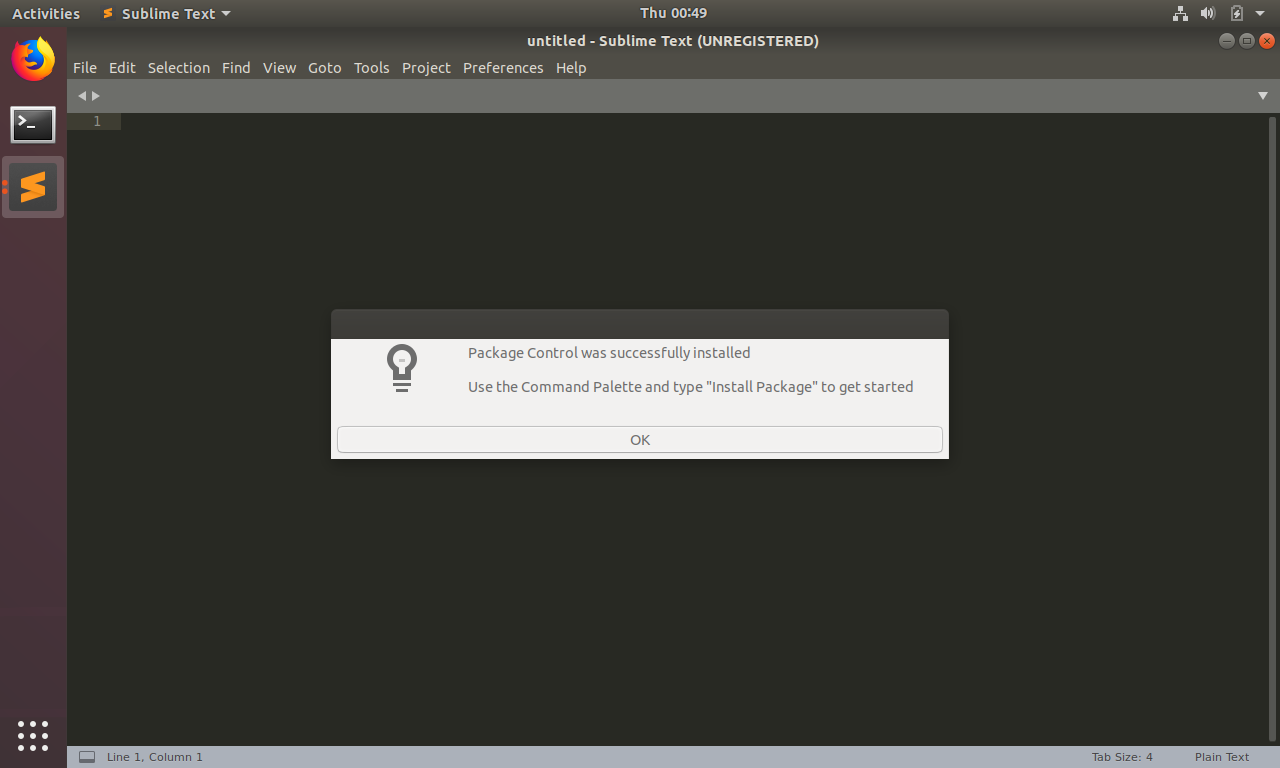 Activities Sublime Text Thu 00:49
untitled - Sublime Text (UNREGISTERED)
File Edit Selection Find View Goto Tools Project Preferences Help
1
Package Control was successfully installed
Use the Command Palette and type "Install Package" to get started
OK
Line 1, Column 1 Tab Size: 4 Plain Text